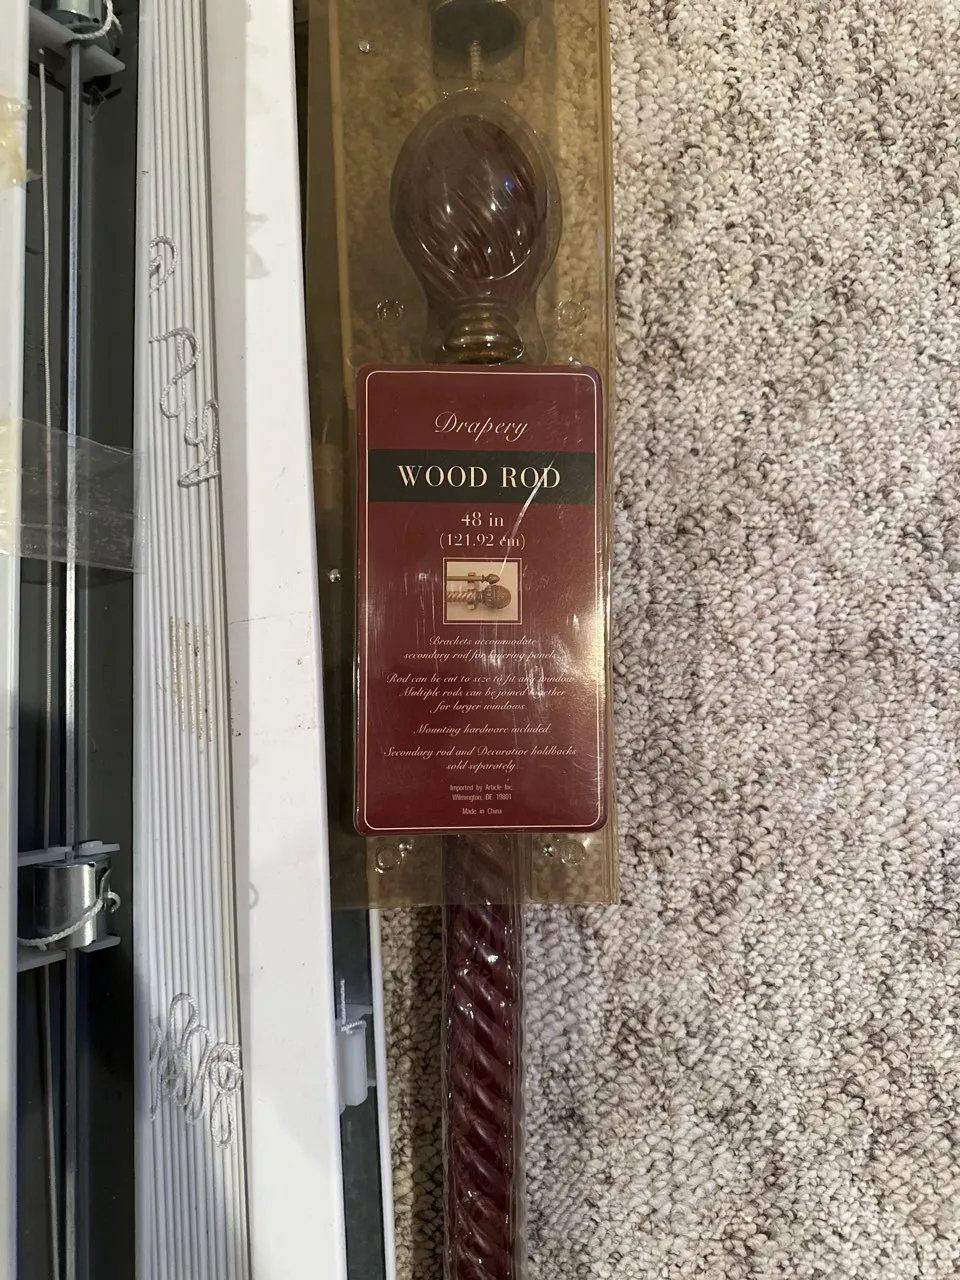 Drapery
WOOD ROD
48 in
(121.92 cm)
Brackets accommodate
secondary rod for layering panels.
Rod can be cut to size to fit any window
Multiple rods can be joined together
for larger windows.
Mounting hardware included.
Secondary rod and Decorative holdbacks
sold separately.
Imported by Article Inc.
Wilmington, DE 19801
Made in China